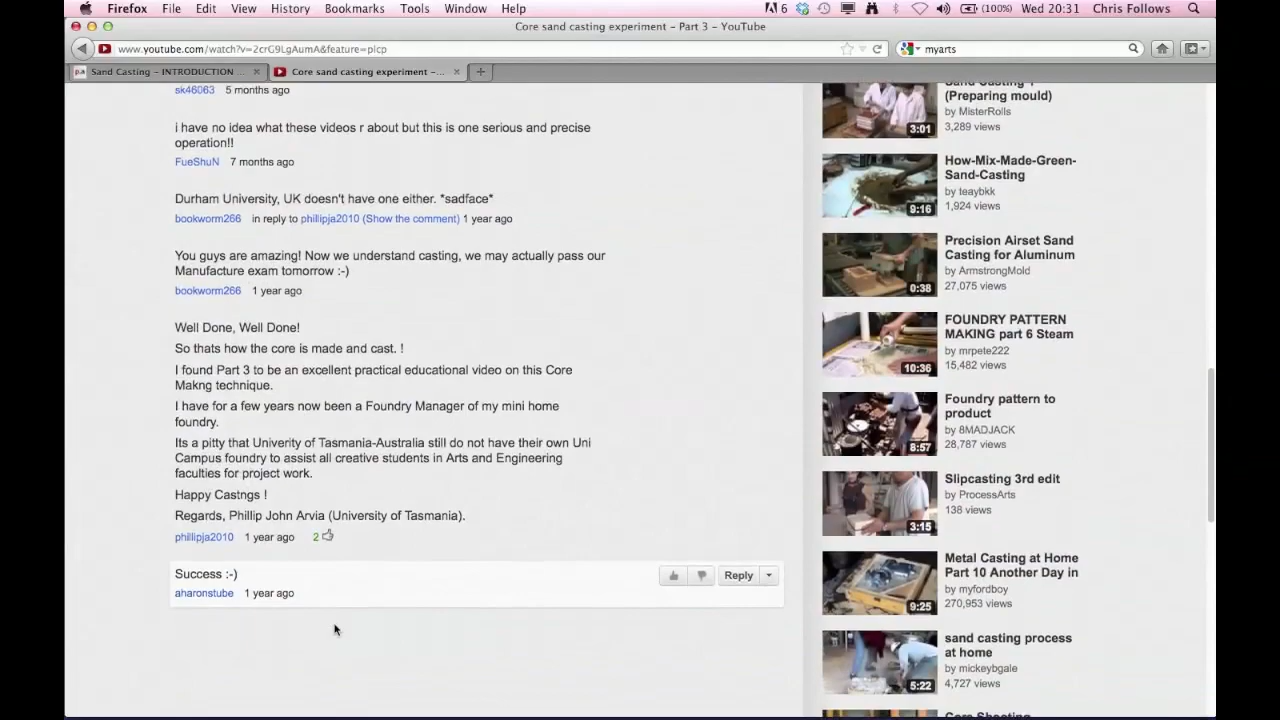 Firefox File Edit View History Bookmarks Tools Window Help 6 (100%) Wed 20:31 Chris Follows
Core sand casting experiment - Part 3 - YouTube
www.youtube.com/watch?v=2crG9LgAumA&feature=plcp
myarts
Sand Casting - INTRODUCTION ...
Core sand casting experiment -...
sk46063 5 months ago
i have no idea what these videos r about but this is one serious and precise
operation!!
FueShuN 7 months ago
Durham University, UK doesn't have one either. *sadface*
bookworm266 in reply to phillipja2010 (Show the comment) 1 year ago
You guys are amazing! Now we understand casting, we may actually pass our
Manufacture exam tomorrow :-)
bookworm266 1 year ago
Well Done, Well Done!
So thats how the core is made and cast. !
I found Part 3 to be an excellent practical educational video on this Core
Makng technique.
I have for a few years now been a Foundry Manager of my mini home
foundry.
Its a pitty that Univerity of Tasmania-Australia still do not have their own Uni
Campus Foundry to assist all creative students in Arts and Engineering
faculties for project work.
Happy Castngs !
Regards, Phillip John Arvia (University of Tasmania).
phillipja2010 1 year ago 2
Success :-)
aharonstube 1 year ago
Reply
(Preparing mould)
by MisterRolls
3,289 views
3:01
How-Mix-Made-Green-
Sand-Casting
by teaybkk
1,924 views
9:16
Precision Airset Sand
Casting for Aluminum
by ArmstrongMold
27,075 views
0:38
FOUNDRY PATTERN
MAKING part 6 Steam
by mrpete222
15,482 views
10:36
Foundry pattern to
product
by 8MADJACK
28,787 views
8:57
Slipcasting 3rd edit
by ProcessArts
138 views
3:15
Metal Casting at Home
Part 10 Another Day in
by myfordboy
270,953 views
9:25
sand casting process
at home
by mickeybgale
4,727 views
5:22